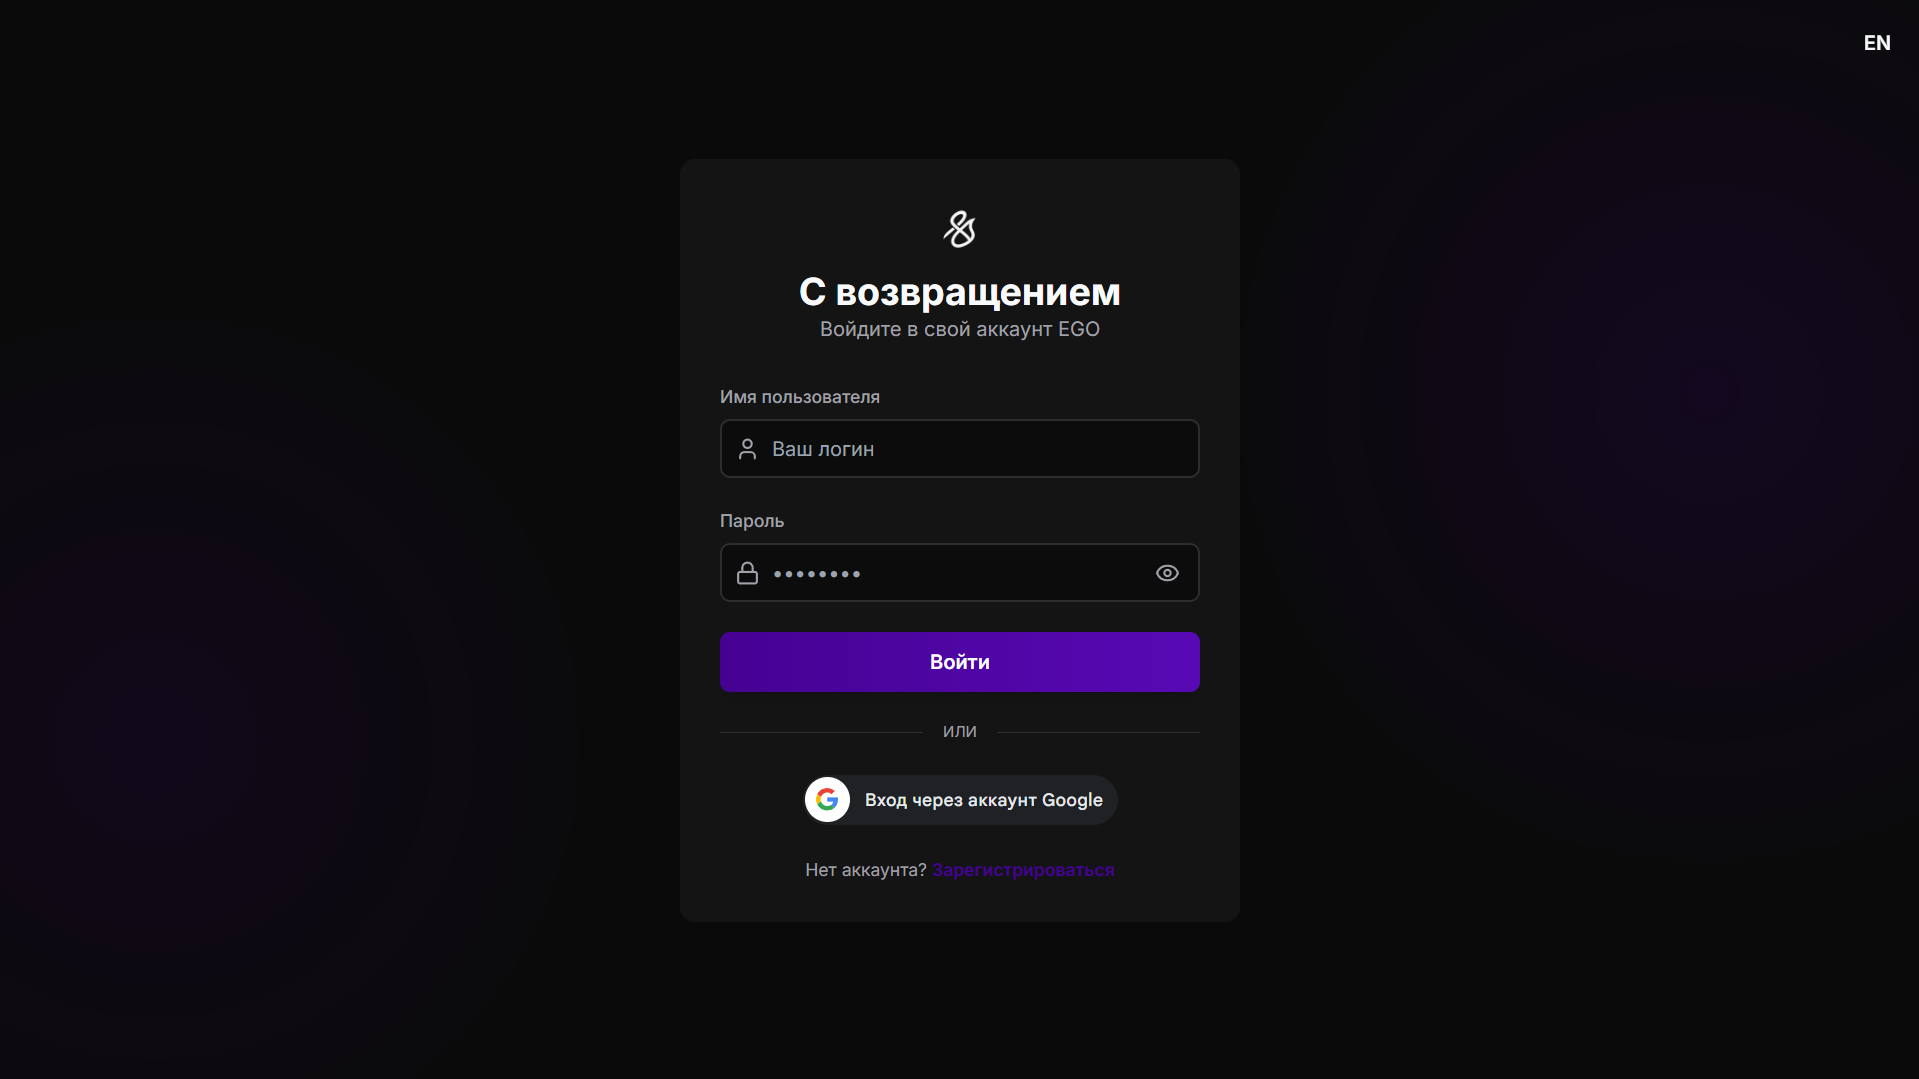 EN
С возвращением
Войдите в свой аккаунт EGO
Имя пользователя
Ваш логин
Пароль
••••••••
Войти
ИЛИ
Вход через аккаунт Google
Нет аккаунта? Зарегистрироваться